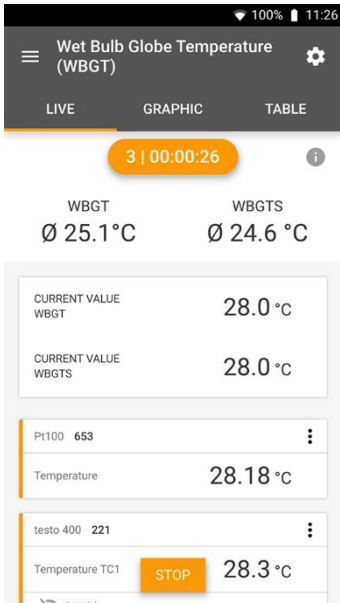 100% 11:26
Wet Bulb Globe Temperature
(WBGT)
LIVE GRAPHIC TABLE
3 | 00:00:26
i
WBGT WBGTS
Ø 25.1°C Ø 24.6 °C
CURRENT VALUE
WBGT
28.0 °C
CURRENT VALUE
WBGTS
28.0 °C
Pt100 653
Temperature 28.18 °C
testo 400 221
Temperature TC1 28.3 °C
STOP